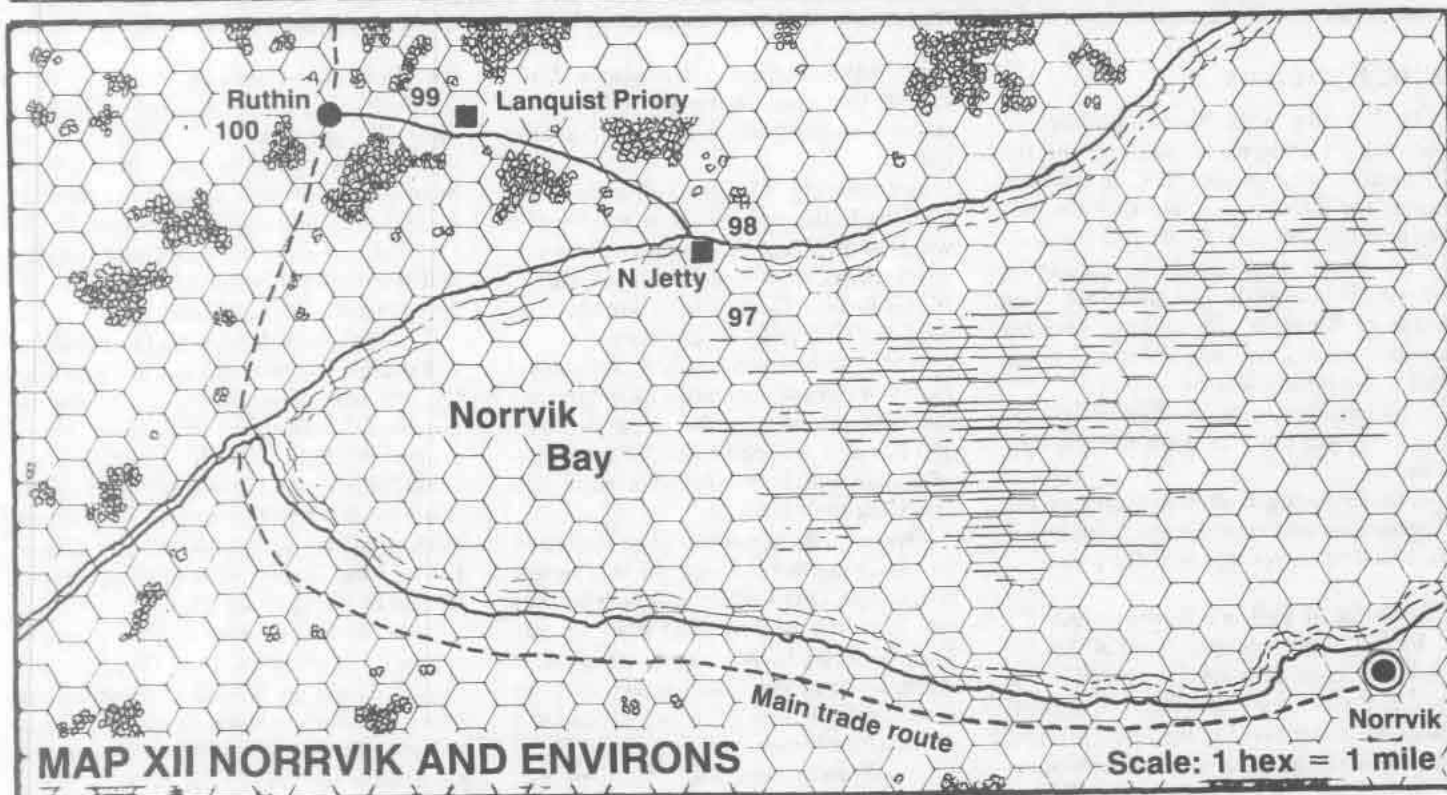 Ruthin
99
Lanquist Priory
100
98
N Jetty
97
Norrvik
Bay
Main trade route
Norrvik
MAP XII NORRVIK AND ENVIRONS
Scale: 1 hex = 1 mile